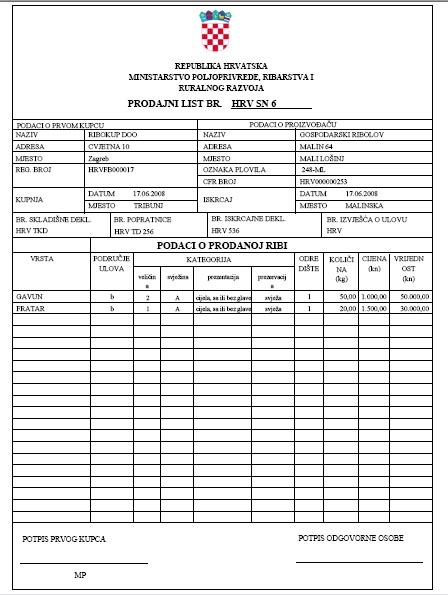 REPUBLIKA HRVATSKA
MINISTARSTVO POLJOPRIVREDE, RIBARSTVA I
RURALNOG RAZVOJA
PRODAJNI LIST BR. HRV SN 6
PODACI O PRVOM KUPCU PODACI O PROIZVOĐAČU
NAZIV RIBOKUP DOO NAZIV GOSPODARSKI RIBOLOV
ADRESA CVJETNA 10 ADRESA MALIN 64
MJESTO Zagreb MJESTO MALI LOŠINJ
REG. BROJ HRVFB000017 OZNAKA PLOVILA 248-ML
CFR BROJ HRV000000253
KUPNJA DATUM 17.06.2008 ISKRCAJ DATUM 17.06.2008
MJESTO TRIBUNJ MJESTO MALINSKA
BR. SKLADIŠNE DEKL. BR. POPRATNICE BR. ISKRCAJNE DEKL. BR. IZVJEŠĆA O ULOVU
HRV TKD HRV TD 256 HRV 536 HRV
PODACI O PRODANOJ RIBI
VRSTA PODRUČJE ULOVA KATEGORIJA ODRE DIŠTE KOLIČI NA (kg) CIJENA (kn) VRIJEDN OST (kn)
veličin a svježina prezentacija prezervacij a
GAVUN b 2 A cijela, sa ili bez glave svježa 1 50,00 1.000,00 50.000,00
FRATAR b 1 A cijela, sa ili bez glave svježa 1 20,00 1.500,00 30.000,00
POTPIS PRVOG KUPCA POTPIS ODGOVORNE OSOBE
MP